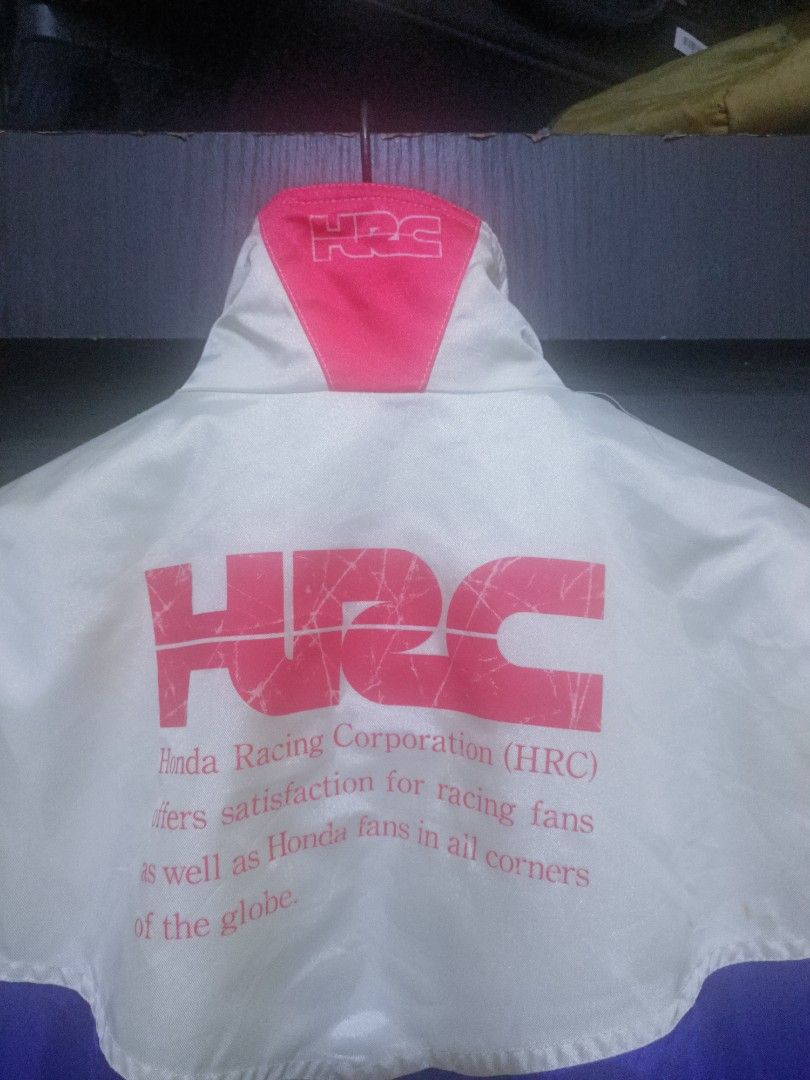 HRC
HRC
Honda Racing Corporation (HRC)
offers satisfaction for racing fans
as well as Honda fans in all corners
of the globe.